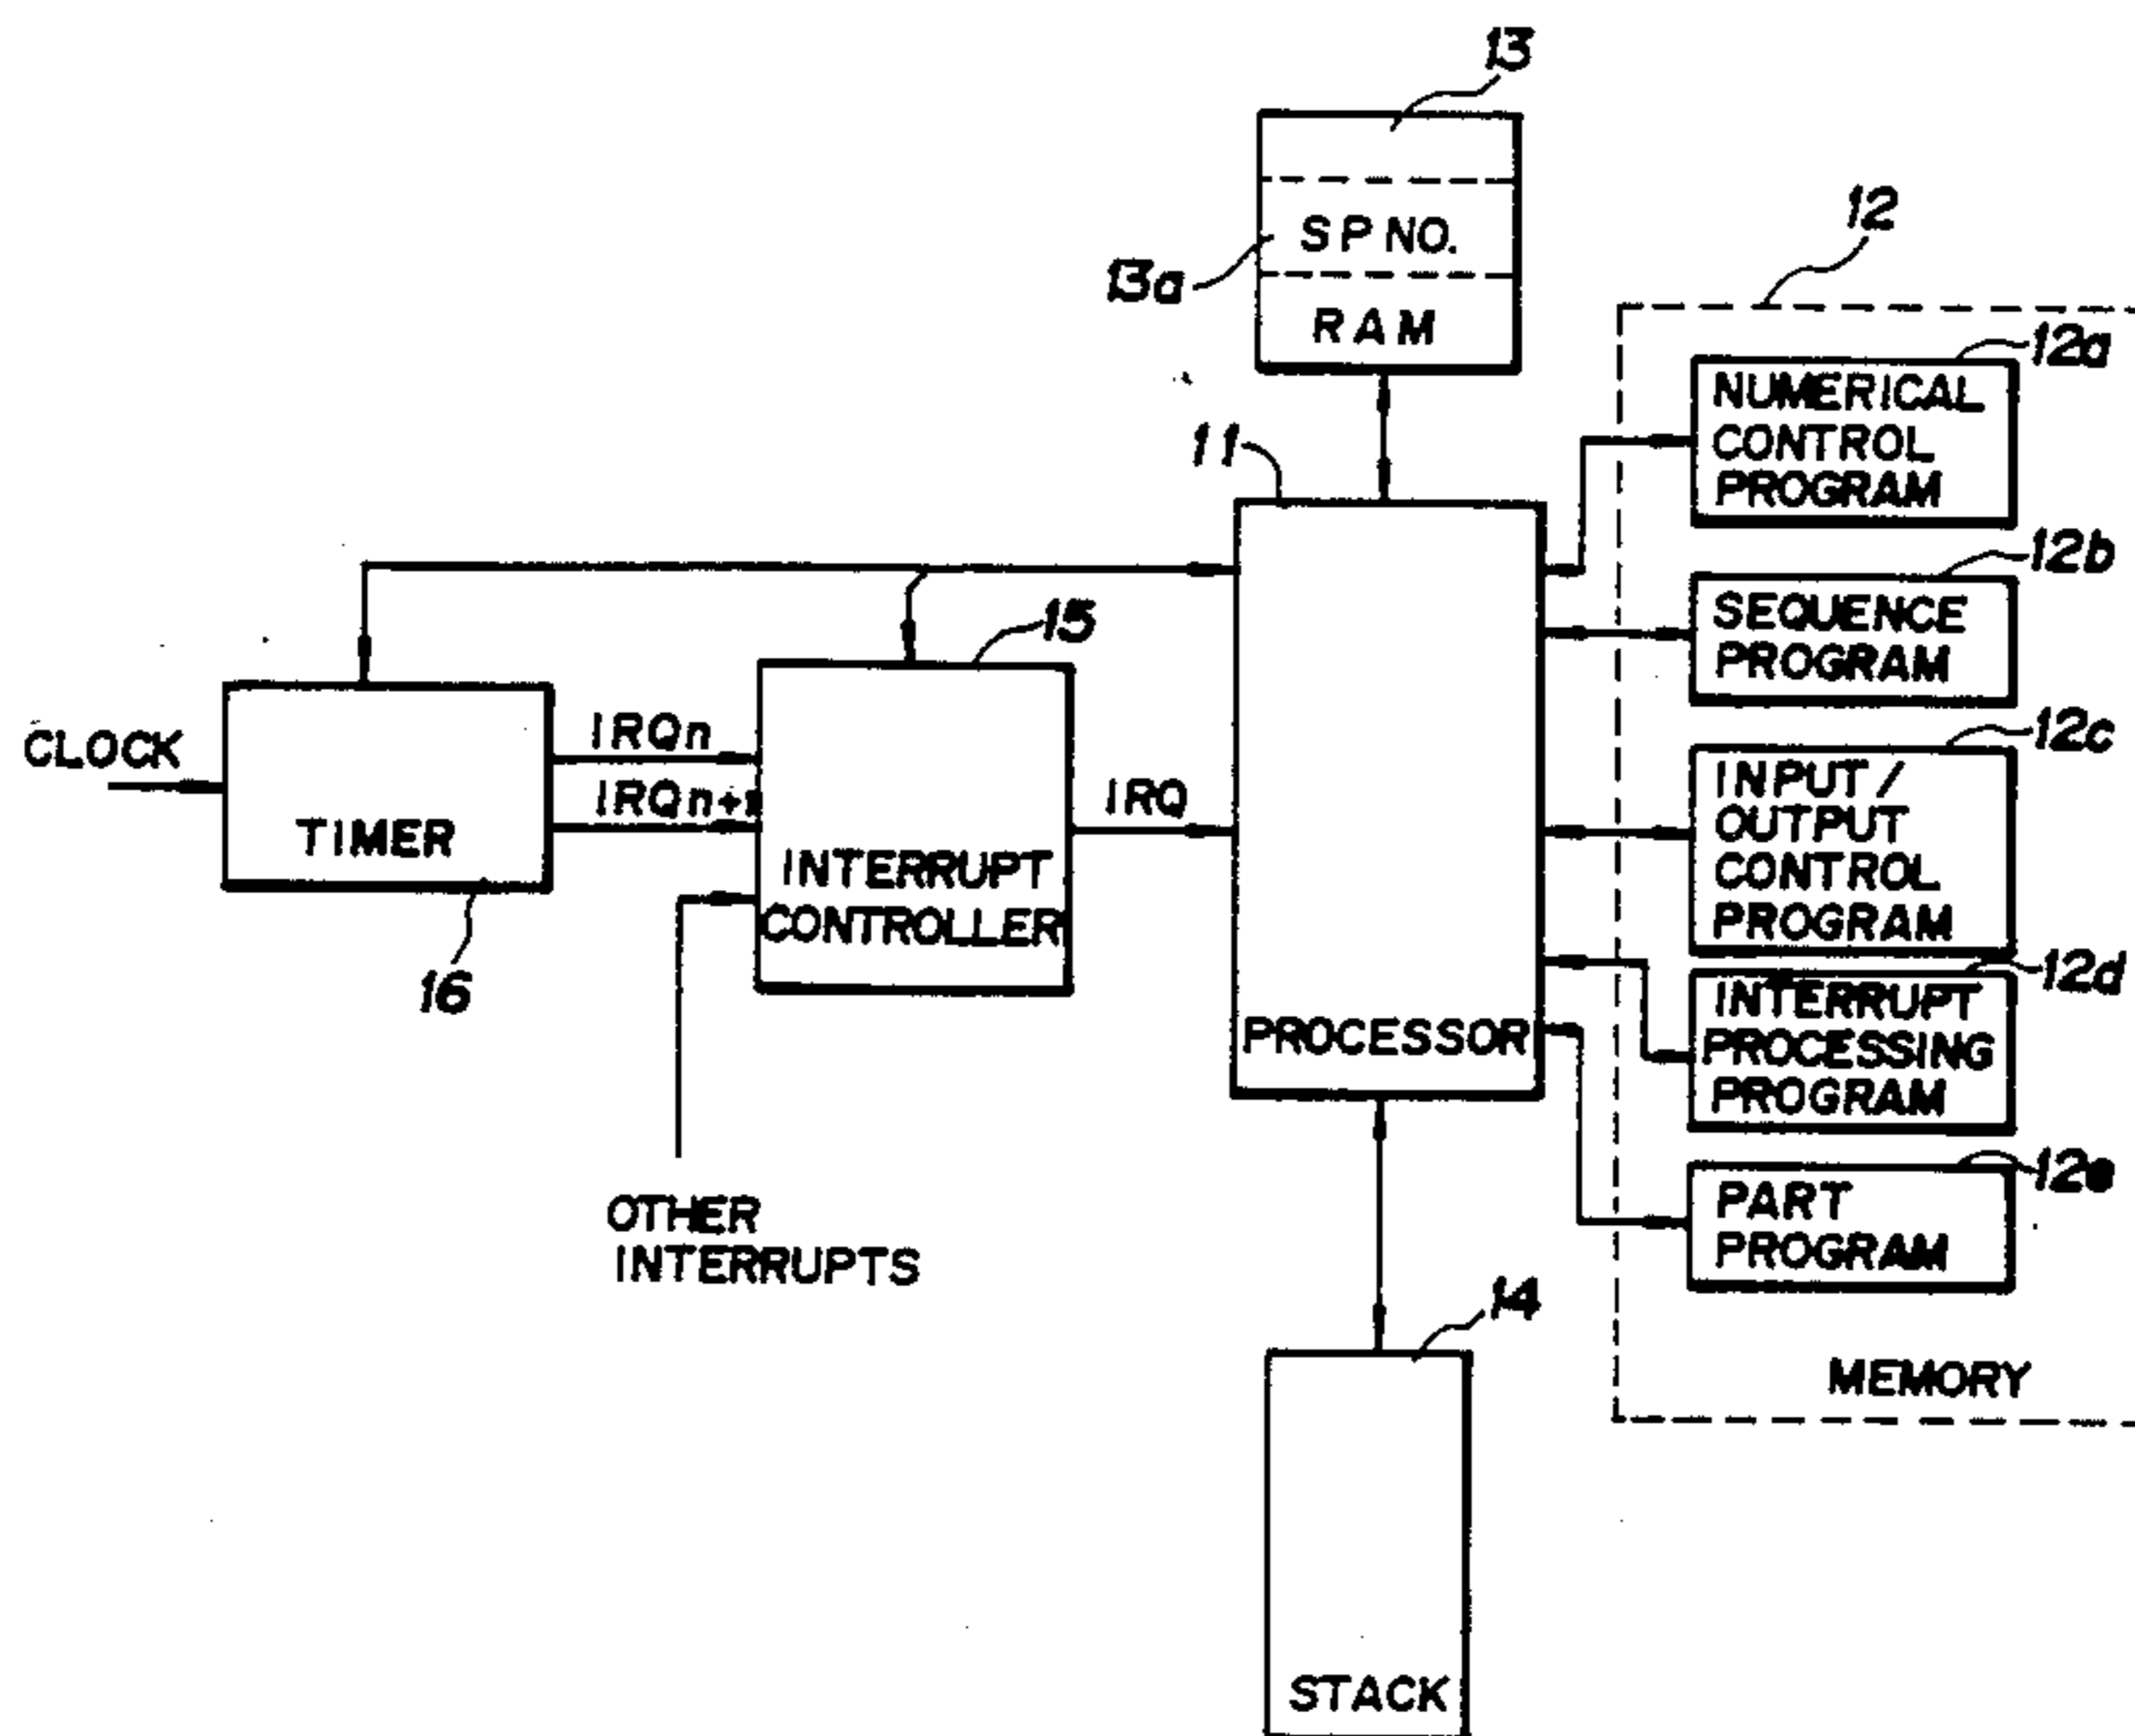 13
SP NO.
13a
RAM
12
12a
NUMERICAL
CONTROL
PROGRAM
11
12b
SEQUENCE
PROGRAM
15
12c
INPUT/
OUTPUT
CONTROL
PROGRAM
CLOCK
IRQn
IRQn+1
IRQ
TIMER
INTERRUPT
CONTROLLER
16
12d
INTERRUPT
PROCESSING
PROGRAM
PROCESSOR
12e
PART
PROGRAM
OTHER
INTERRUPTS
14
MEMORY
STACK